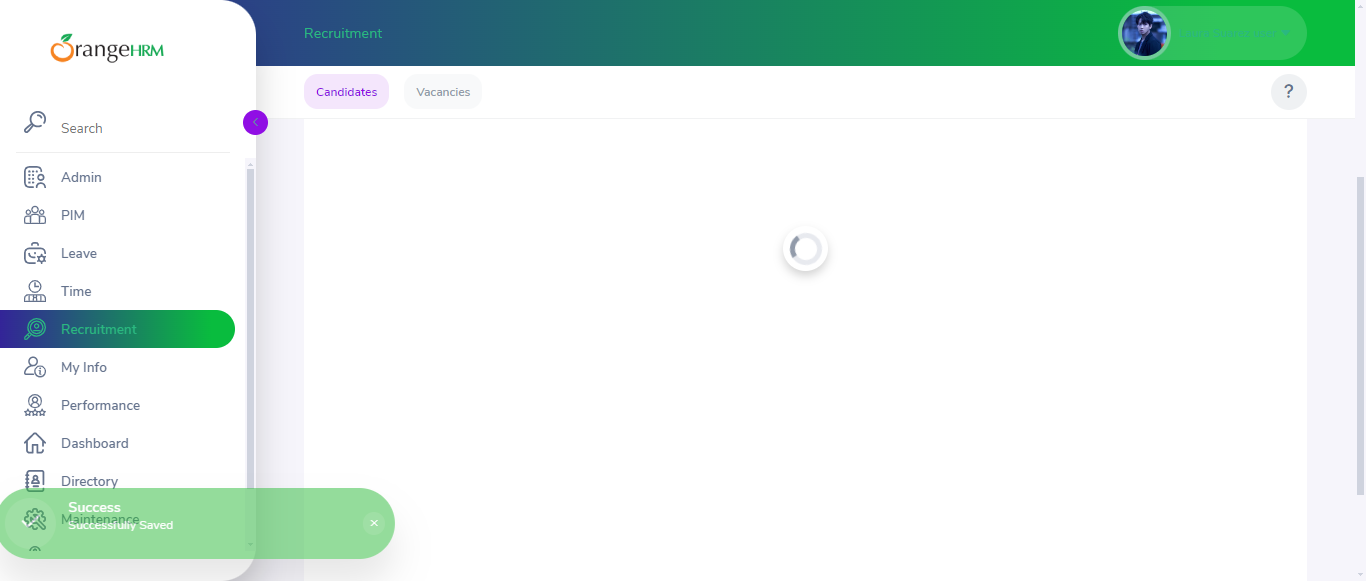 OrangeHRM
Recruitment
Candidates
Vacancies
?
Search
Admin
PIM
Leave
Time
Recruitment
My Info
Performance
Dashboard
Directory
Maintenance
Success
Successfully Saved